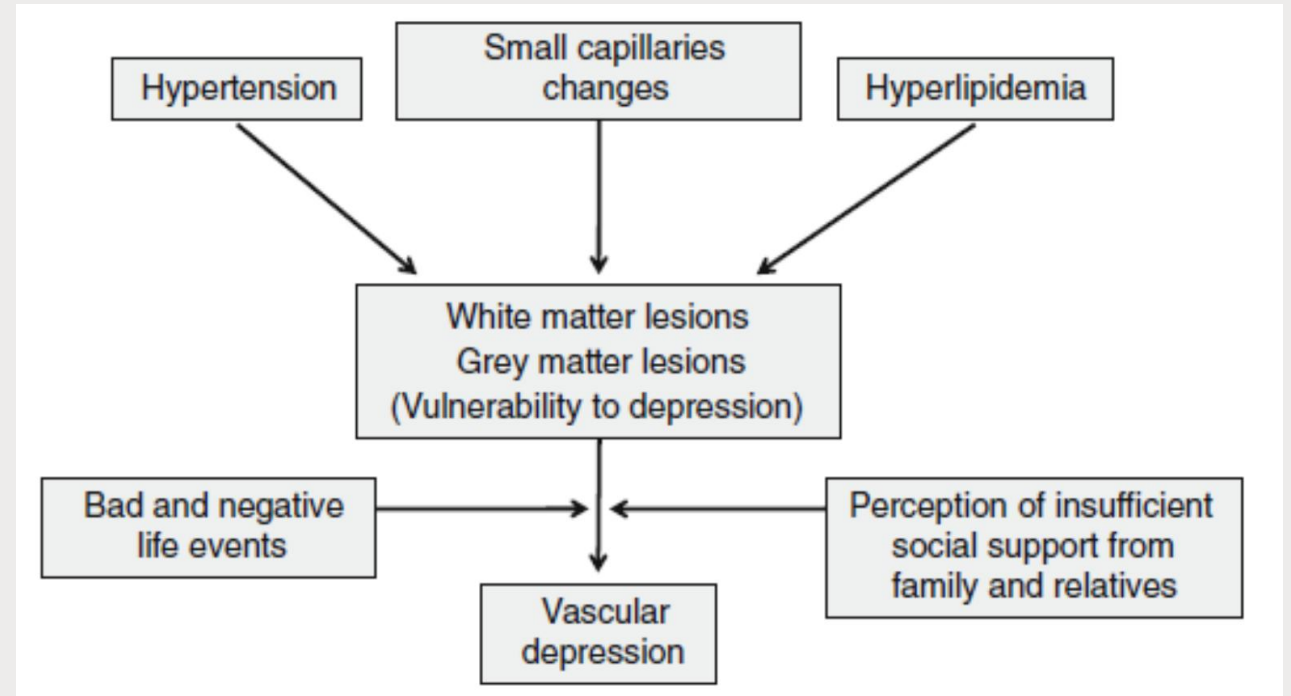 Hypertension
Small capillaries
changes
Hyperlipidemia
White matter lesions
Grey matter lesions
(Vulnerability to depression)
Bad and negative
life events
Perception of insufficient
social support from
family and relatives
Vascular
depression